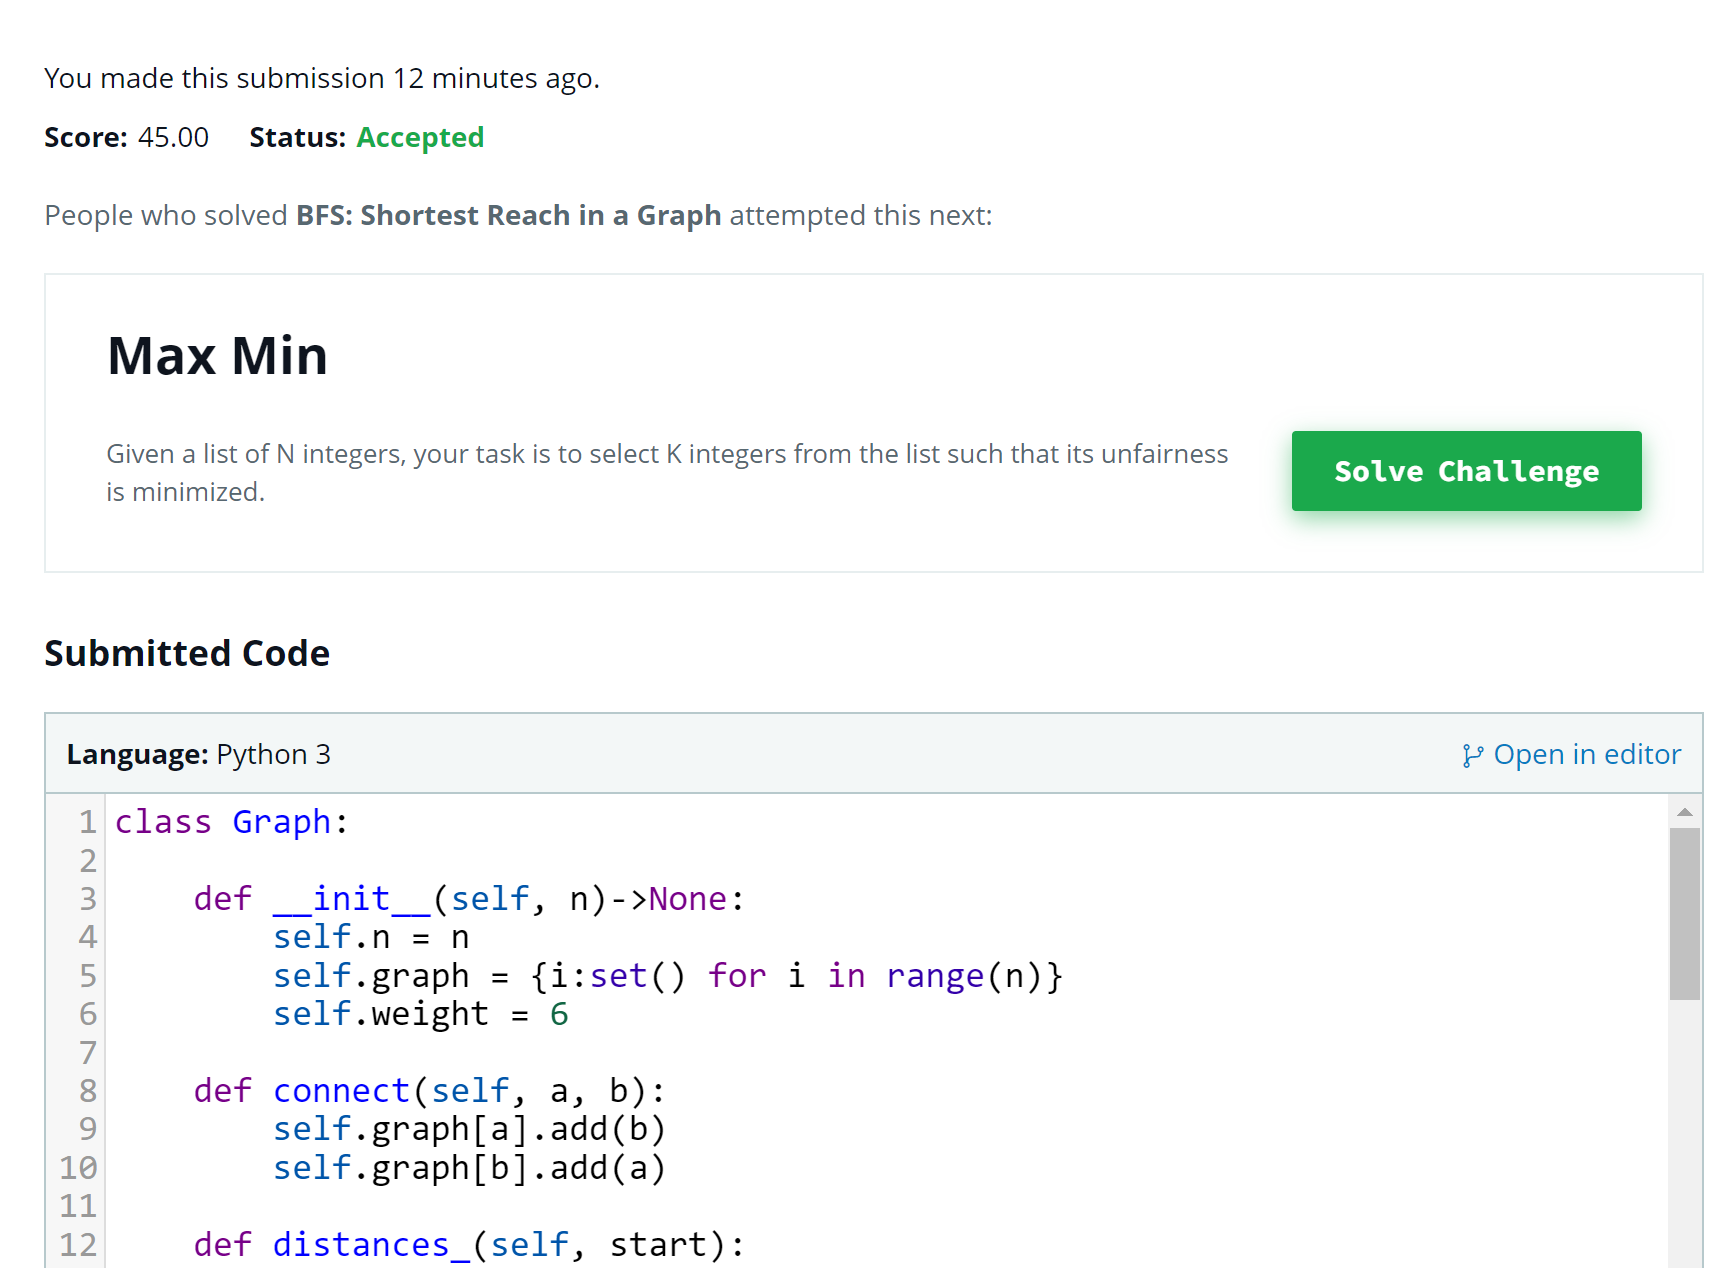 You made this submission 12 minutes ago.
Score: 45.00 Status: Accepted
People who solved BFS: Shortest Reach in a Graph attempted this next:
Max Min
Given a list of N integers, your task is to select K integers from the list such that its unfairness
is minimized.
Solve Challenge
Submitted Code
Language: Python 3
Open in editor
1 class Graph:
2
3     def __init__(self, n)->None:
4         self.n = n
5         self.graph = {i:set() for i in range(n)}
6         self.weight = 6
7
8     def connect(self, a, b):
9         self.graph[a].add(b)
10         self.graph[b].add(a)
11
12     def distances_(self, start):